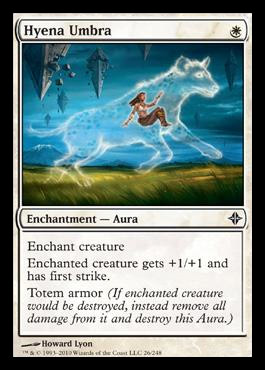 Hyena Umbra
Enchantment — Aura
Enchant creature
Enchanted creature gets +1/+1 and
has first strike.
Totem armor (If enchanted creature
would be destroyed, instead remove all
damage from it and destroy this Aura.)
Howard Lyon
™ & © 1993–2010 Wizards of the Coast LLC 26/248